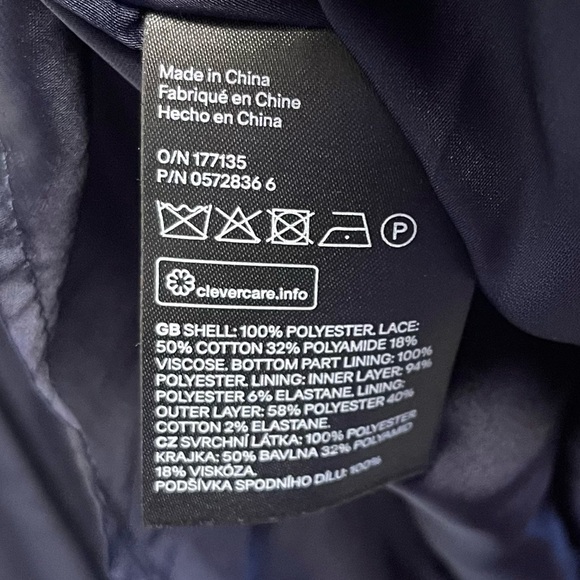 Made in China
Fabriqué en Chine
Hecho en China
O/N 177135
P/N 0572836 6
P
clevercare.info
GB SHELL: 100% POLYESTER. LACE:
50% COTTON 32% POLYAMIDE 18%
VISCOSE. BOTTOM PART LINING: 100%
POLYESTER. LINING: INNER LAYER: 94%
POLYESTER 6% ELASTANE. LINING:
OUTER LAYER: 58% POLYESTER 40%
COTTON 2% ELASTANE.
CZ SVRCHNÍ LÁTKA: 100% POLYESTER
KRAJKA: 50% BAVLNA 32% POLYAMID
18% VISKÓZA.
PODŠÍVKA SPODNÍHO DÍLU: 100%